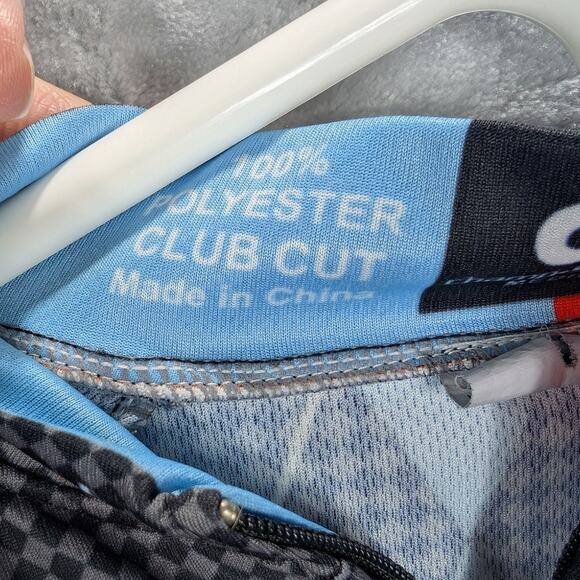 100%
POLYESTER
CLUB CUT
Made in China